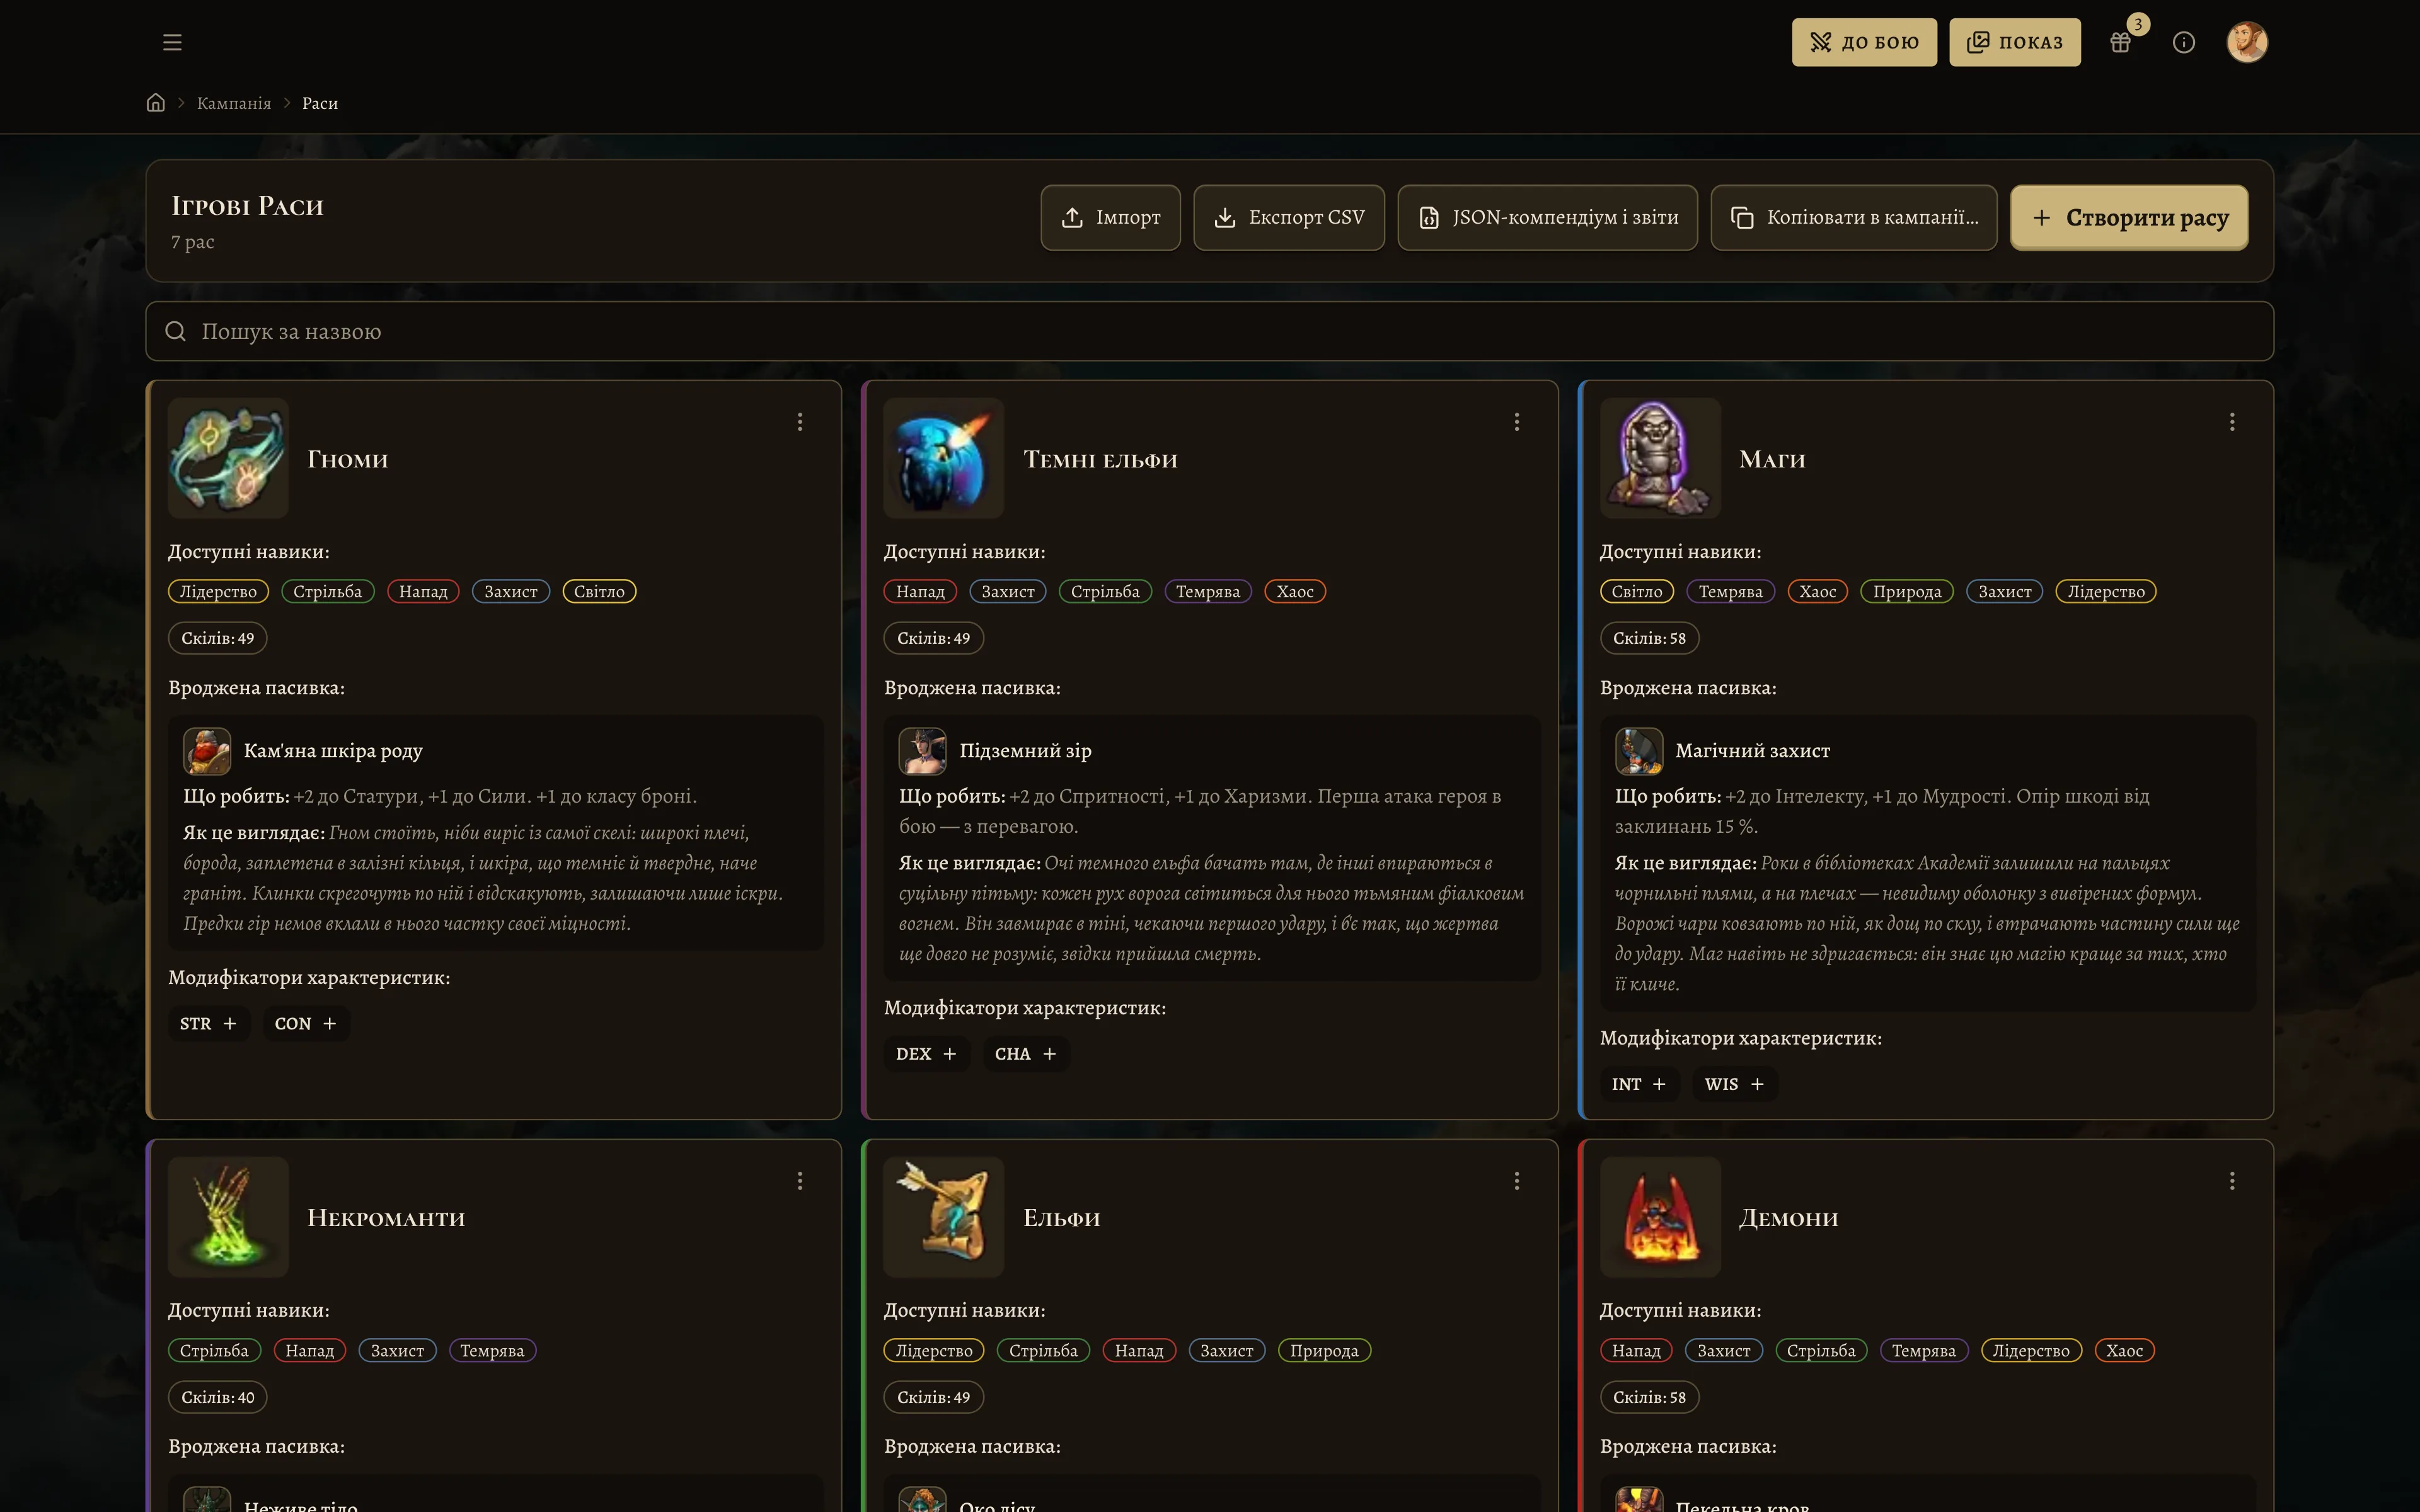 ДО БОЮ
ПОКАЗ
3
Кампанія
Раси
Ігрові Раси
7 рас
Імпорт
Експорт CSV
JSON-компендіум і звіти
Копіювати в кампанії...
Створити расу
Пошук за назвою
Гноми
Доступні навики:
Лідерство Стрільба Напад Захист Світло
Скілів: 49
Вроджена пасивка:
Кам'яна шкіра роду
Що робить: +2 до Статури, +1 до Сили. +1 до класу броні.
Як це виглядає: Гном стоїть, ніби виріс із самої скелі: широкі плечі,
борода, заплетена в залізні кільця, і шкіра, що темніє й твердне, наче
граніт. Клинки скрегочуть по ній і відскакують, залишаючи лише іскри.
Предки гір немов вклали в нього частку своєї міцності.
Модифікатори характеристик:
STR + CON +
Темні ельфи
Доступні навики:
Напад Захист Стрільба Темрява Хаос
Скілів: 49
Вроджена пасивка:
Підземний зір
Що робить: +2 до Спритності, +1 до Харизми. Перша атака героя в
бою — з перевагою.
Як це виглядає: Очі темного ельфа бачать там, де інші впираються в
суцільну пітьму: кожен рух ворога світиться для нього тьмяним фіалковим
вогнем. Він завмирає в тіні, чекаючи першого удару, і б'є так, що жертва
ще довго не розуміє, звідки прийшла смерть.
Модифікатори характеристик:
DEX + CHA +
Маги
Доступні навики:
Світло Темрява Хаос Природа Захист Лідерство
Скілів: 58
Вроджена пасивка:
Магічний захист
Що робить: +2 до Інтелекту, +1 до Мудрості. Опір шкоді від
заклинань 15 %.
Як це виглядає: Роки в бібліотеках Академії залишили на пальцях
чорнильні плями, а на плечах — невидиму оболонку з вивірених формул.
Ворожі чари ковзають по ній, як дощ по склу, і втрачають частину сили ще
до удару. Маг навіть не здригається: він знає цю магію краще за тих, хто
її кличе.
Модифікатори характеристик:
INT + WIS +
Некроманти
Доступні навики:
Стрільба Напад Захист Темрява
Скілів: 40
Вроджена пасивка:
Неживе тіло
Ельфи
Доступні навики:
Лідерство Стрільба Напад Захист Природа
Скілів: 49
Вроджена пасивка:
Око лісу
Демони
Доступні навики:
Напад Захист Стрільба Темрява Лідерство Хаос
Скілів: 58
Вроджена пасивка:
Пекельна кров